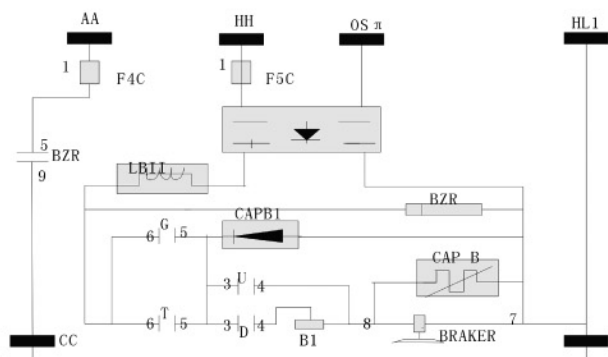 AA HH OS π HL1
1 F4C 1 F5C
5 BZR
9
LBII
BZR
CAPB1
6 G 5
CAP B
3 U 4
6 T 5 3 D 4 B1 8 BRAKER 7
CC